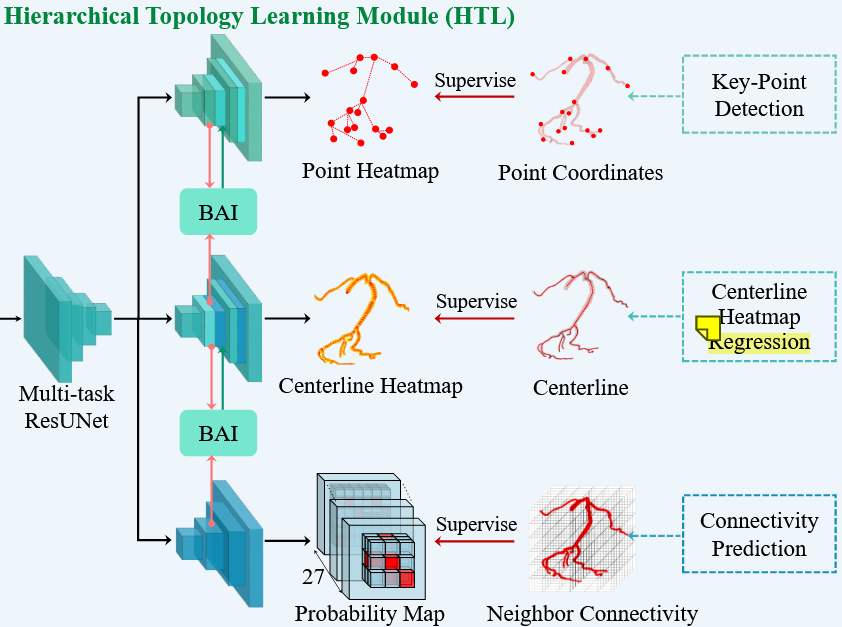 Hierarchical Topology Learning Module (HTL)
Supervise
Key-Point
Detection
Point Heatmap
Point Coordinates
BAI
Centerline
Heatmap
Regression
Supervise
Multi-task
ResUNet
Centerline Heatmap
Centerline
BAI
Supervise
Connectivity
Prediction
27
Probability Map
Neighbor Connectivity